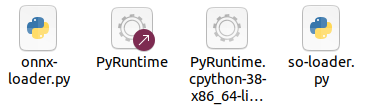 onnx-
loader.py
PyRuntime
PyRuntime.
cpython-38-
x86_64-li...
so-loader.
py